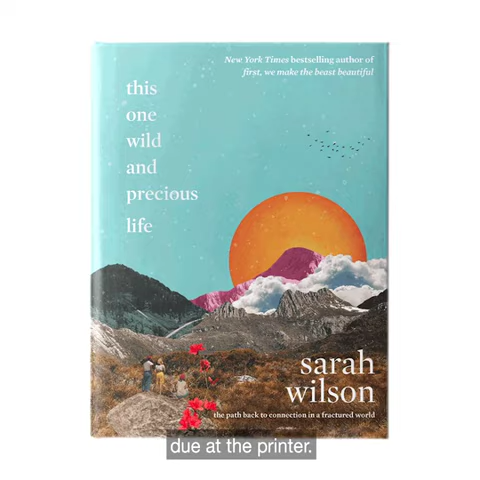 New York Times bestselling author of
first, we make the beast beautiful
this
one
wild
and
precious
life
sarah
wilson
the path back to connection in a fractured world
due at the printer.